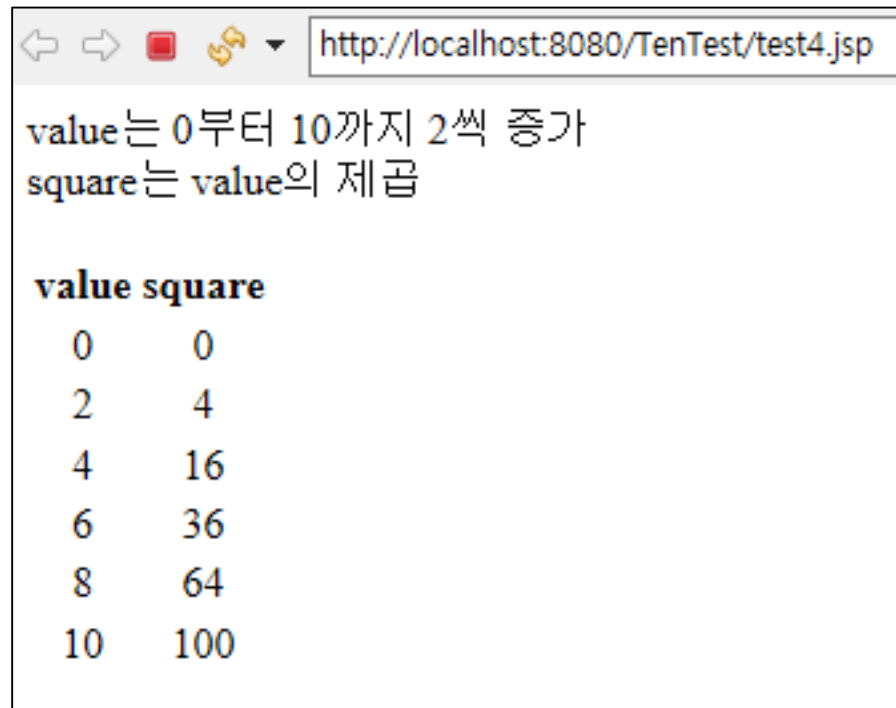 http://localhost:8080/TenTest/test4.jsp
value는 0부터 10까지 2씩 증가
square는 value의 제곱
value square
0 0
2 4
4 16
6 36
8 64
10 100